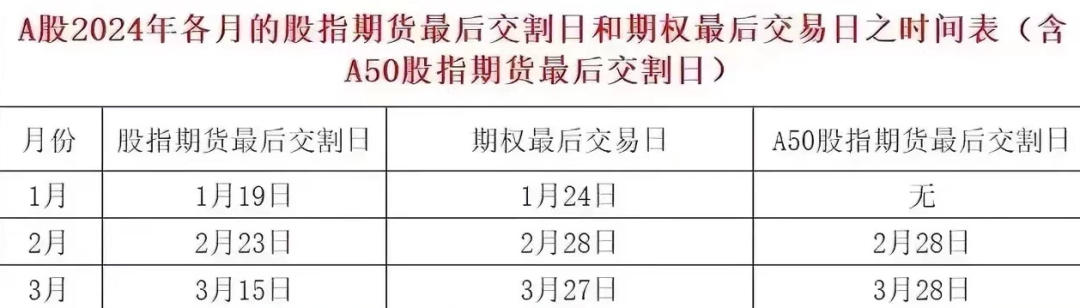 A股2024年各月的股指期货最后交割日和期权最后交易日之时间表（含
A50股指期货最后交割日）
月份 股指期货最后交割日 期权最后交易日 A50股指期货最后交割日
1月 1月19日 1月24日 无
2月 2月23日 2月28日 2月28日
3月 3月15日 3月27日 3月28日